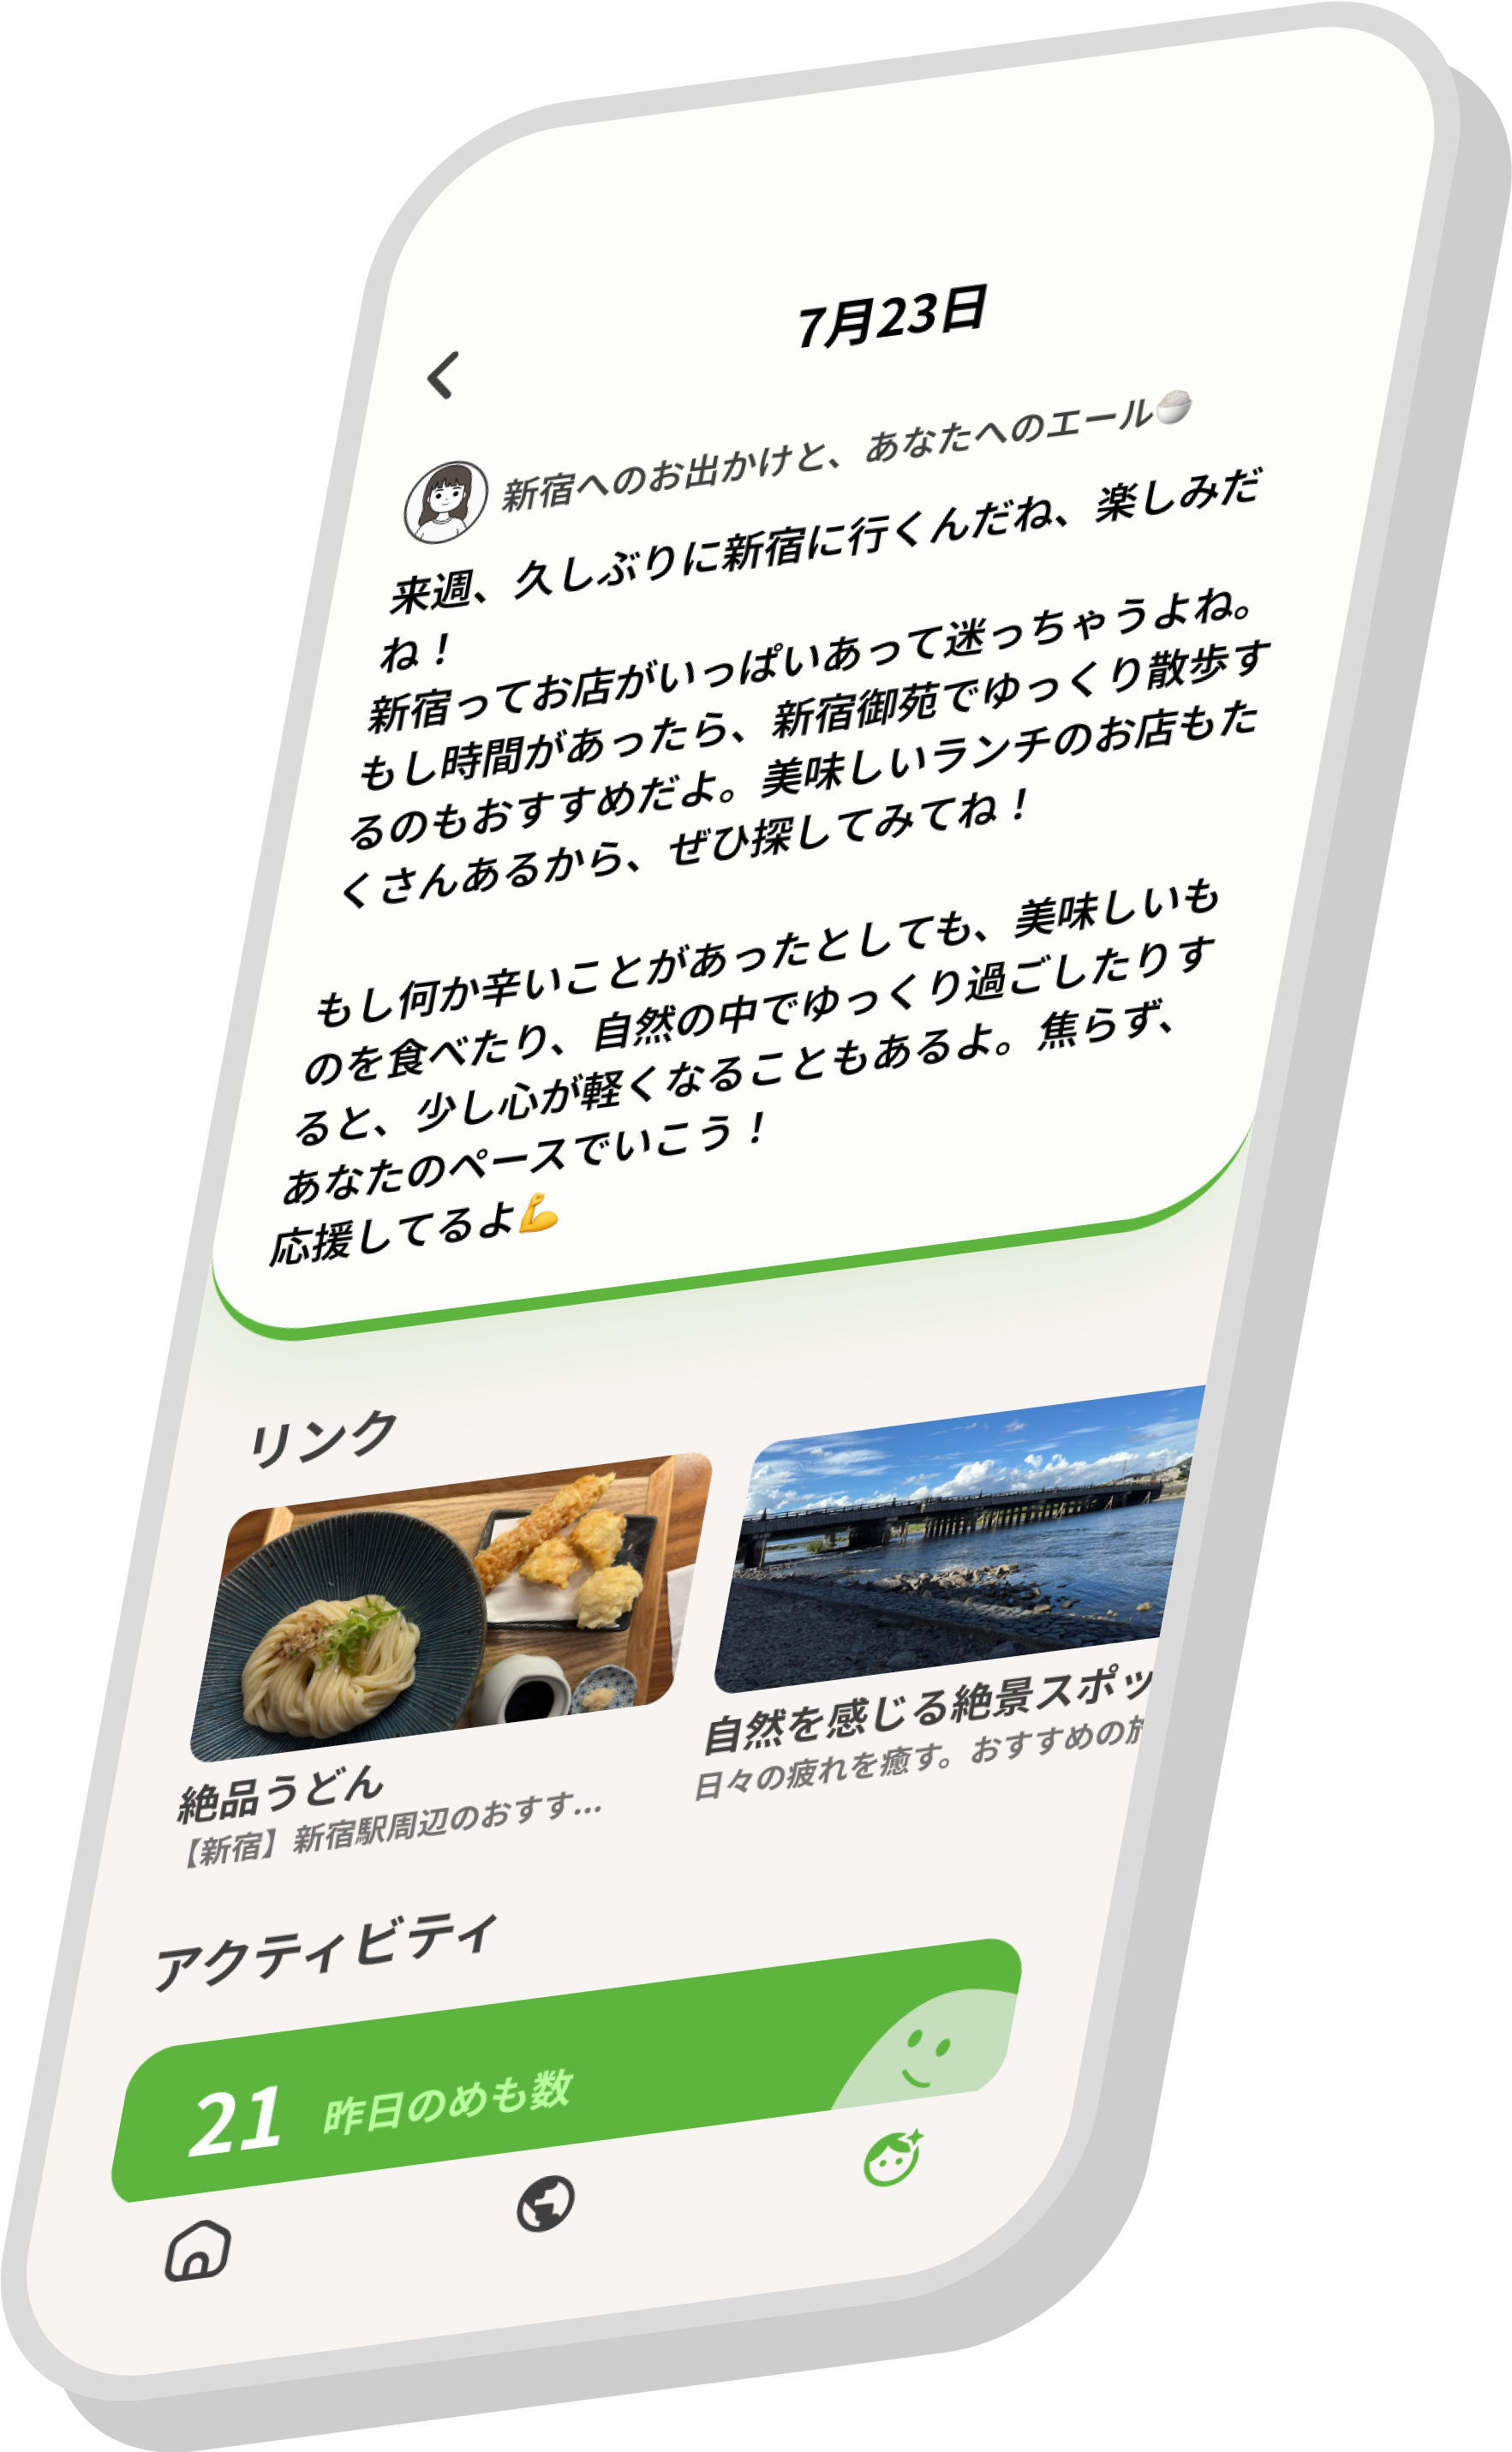 7月23日
新宿へのお出かけと、あなたへのエール🍚
来週、久しぶりに新宿に行くんだね、楽しみだ
ね！
新宿ってお店がいっぱいあって迷っちゃうよね。
もし時間があったら、新宿御苑でゆっくり散歩す
るのもおすすめだよ。美味しいランチのお店もた
くさんあるから、ぜひ探してみてね！
もし何か辛いことがあったとしても、美味しいも
のを食べたり、自然の中でゆっくり過ごしたりす
ると、少し心が軽くなることもあるよ。焦らず、
あなたのペースでいこう！
応援してるよ💪
リンク
絶品うどん
【新宿】新宿駅周辺のおすす...
自然を感じる絶景スポッ
日々の疲れを癒す。おすすめの旅
アクティビティ
21 昨日のめも数